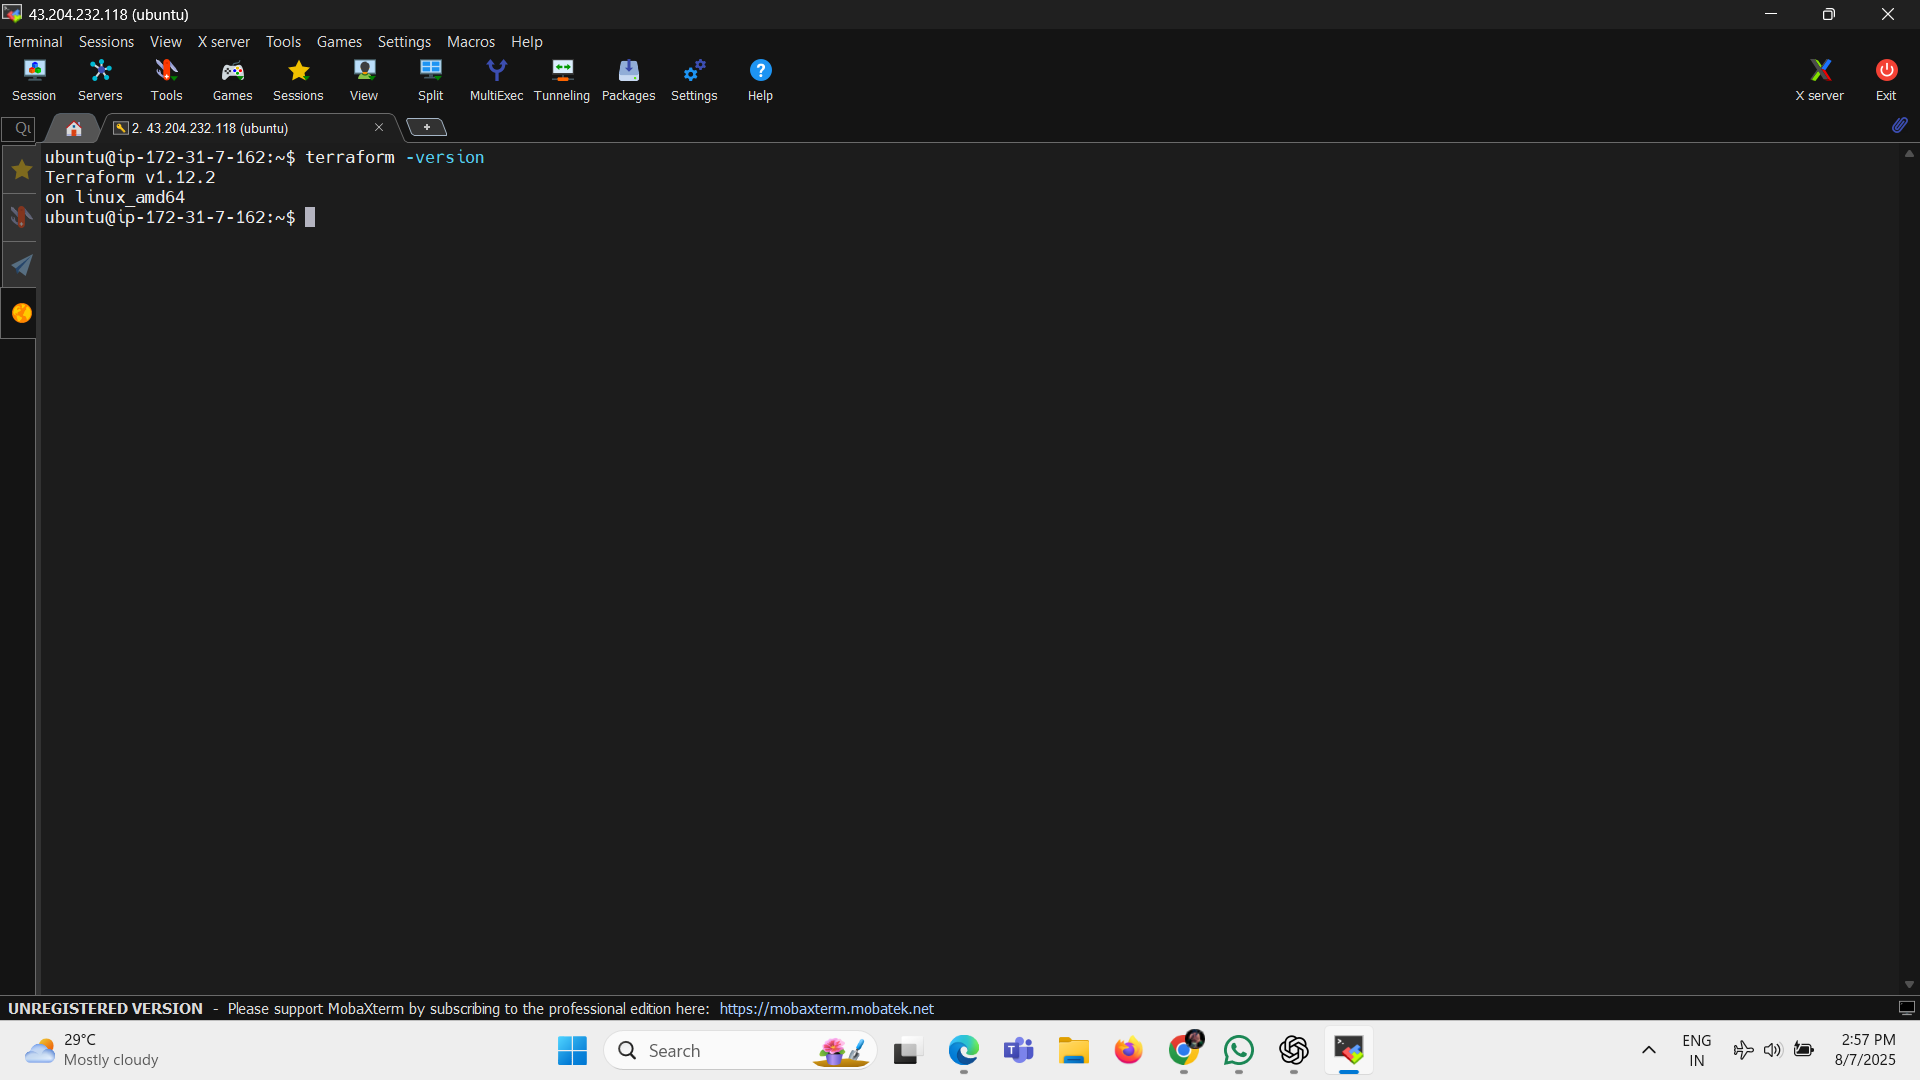 43.204.232.118 (ubuntu)
Terminal Sessions View X server Tools Games Settings Macros Help
Session Servers Tools Games Sessions View Split MultiExec Tunneling Packages Settings Help X server Exit
2. 43.204.232.118 (ubuntu)
ubuntu@ip-172-31-7-162:~$ terraform -version
Terraform v1.12.2
on linux_amd64
ubuntu@ip-172-31-7-162:~$
UNREGISTERED VERSION - Please support MobaXterm by subscribing to the professional edition here: https://mobaxterm.mobatek.net
29°C
Mostly cloudy
Search
ENG
IN
2:57 PM
8/7/2025